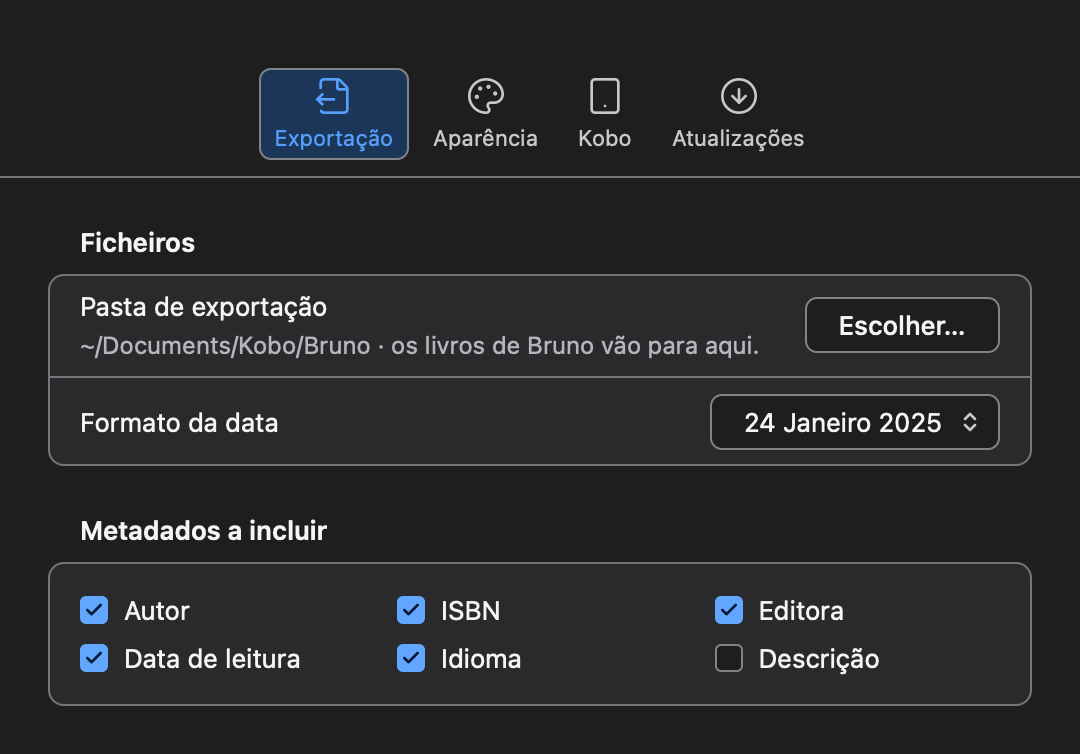 Exportação
Aparência
Kobo
Atualizações
Ficheiros
Pasta de exportação
~/Documents/Kobo/Bruno · os livros de Bruno vão para aqui.
Escolher...
Formato da data
24 Janeiro 2025
Metadados a incluir
Autor
ISBN
Editora
Data de leitura
Idioma
Descrição